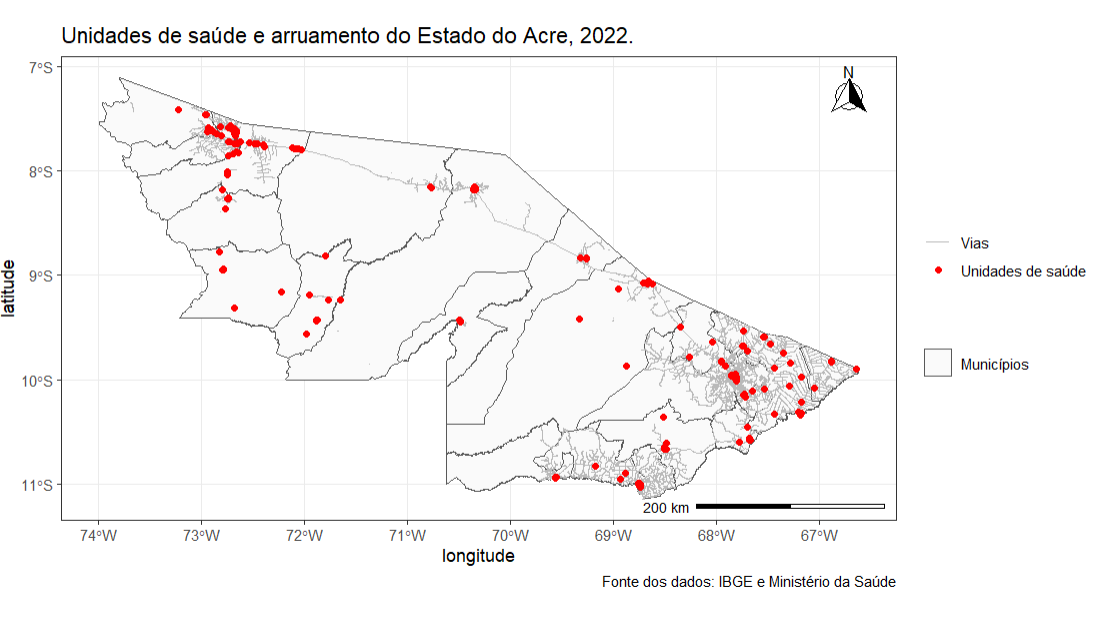 Unidades de saúde e arruamento do Estado do Acre, 2022.
N
7°S
8°S
9°S
10°S
11°S
latitude
200 km
74°W
73°W
72°W
71°W
70°W
69°W
68°W
67°W
longitude
Vias
Unidades de saúde
Municípios
Fonte dos dados: IBGE e Ministério da Saúde